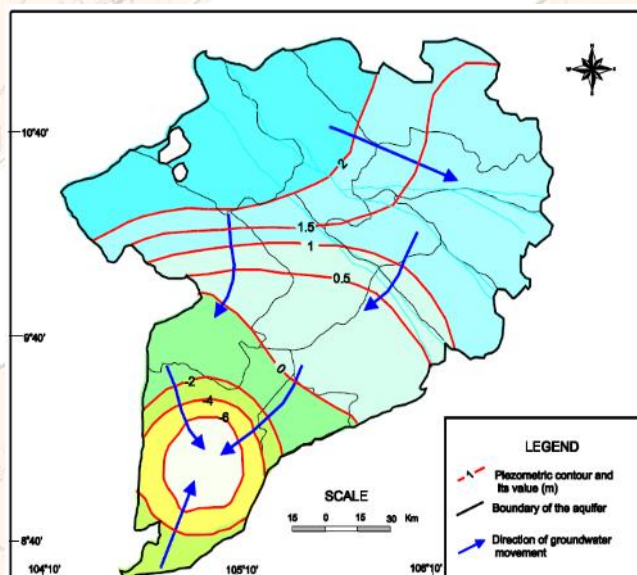 10°40'
2
1.5
1
0.5
9°40'
0
-2
-4
-6
LEGEND
-1
Piezometric contour and
its value (m)
Boundary of the aquifer
Direction of groundwater
movement
SCALE
15 0 15 30 Km
8°40'
104°10' 105°10' 106°10'